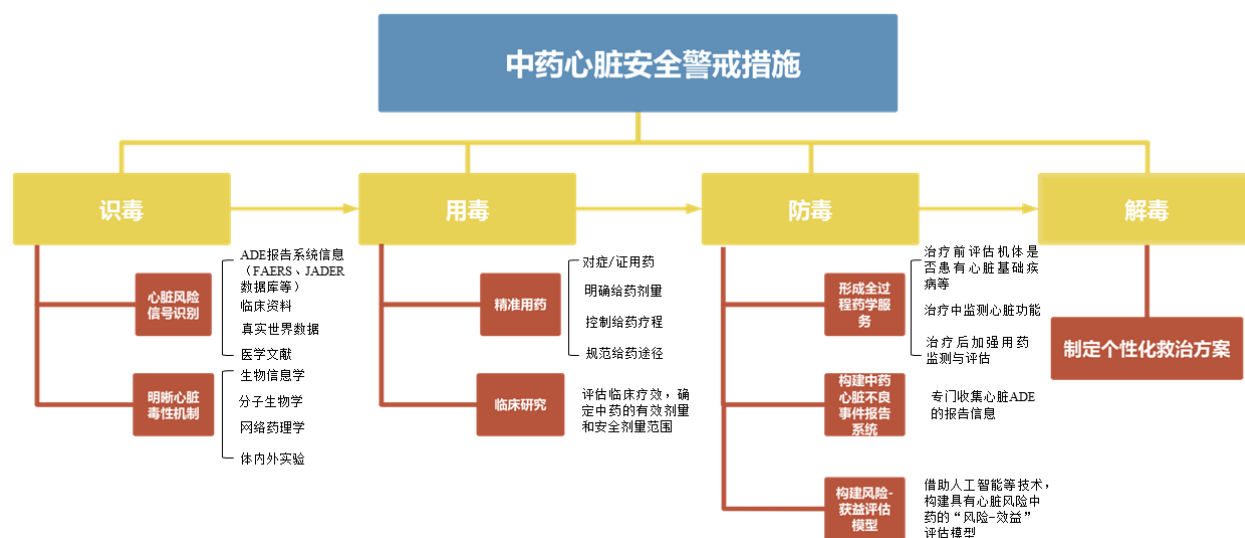 中药心脏安全警戒措施
识毒
用毒
防毒
解毒
心脏风险
信号识别
ADE报告系统信息
（FAERS、JADER
数据库等）
临床资料
真实世界数据
医学文献
明晰心脏
毒性机制
生物信息学
分子生物学
网络药理学
体内外实验
精准用药
对症/证用药
明确给药剂量
控制给药疗程
规范给药途径
临床研究
评估临床疗效，确
定中药的有效剂量
和安全剂量范围
形成全过
程药学服
务
治疗前评估机体是
否患有心脏基础疾
病等
治疗中监测心脏功能
治疗后加强用药
监测与评估
构建中药
心脏不良
事件报告
系统
专门收集心脏ADE
的报告信息
构建风险-
获益评估
模型
借助人工智能等技术，
构建具有心脏风险中
药的“风险-效益”
评估模型
制定个性化救治方案